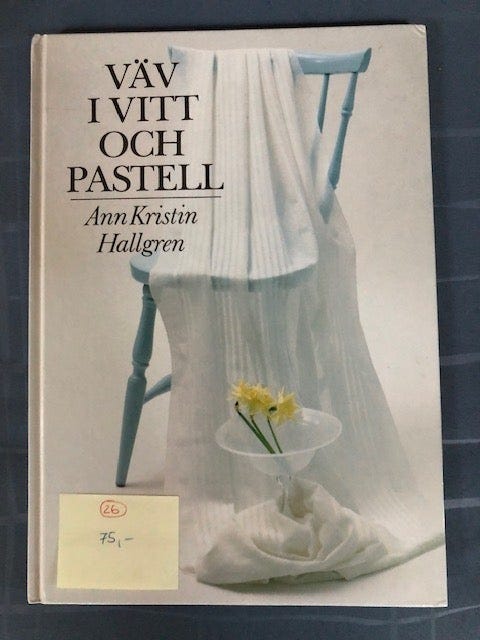 VÄV
I VITT
OCH
PASTELL
Ann Kristin
Hallgren
26
75,-